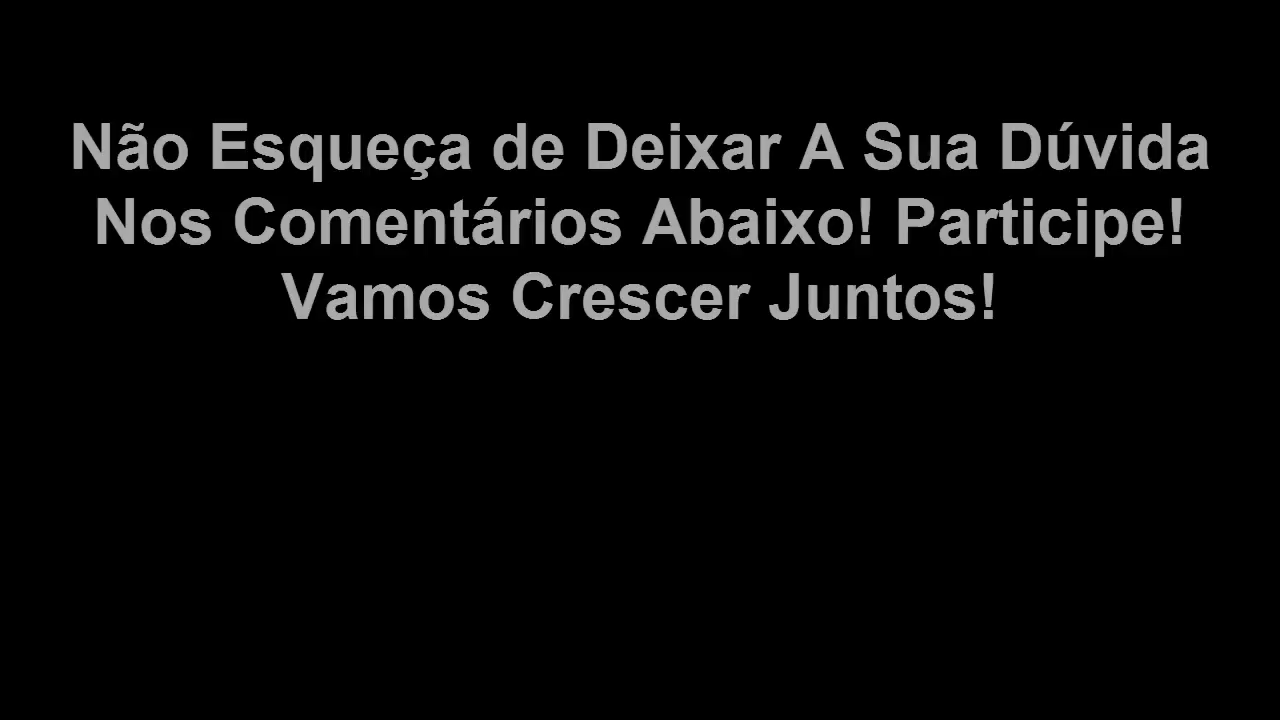 Não Esqueça de Deixar A Sua Dúvida
Nos Comentários Abaixo! Participe!
Vamos Crescer Juntos!